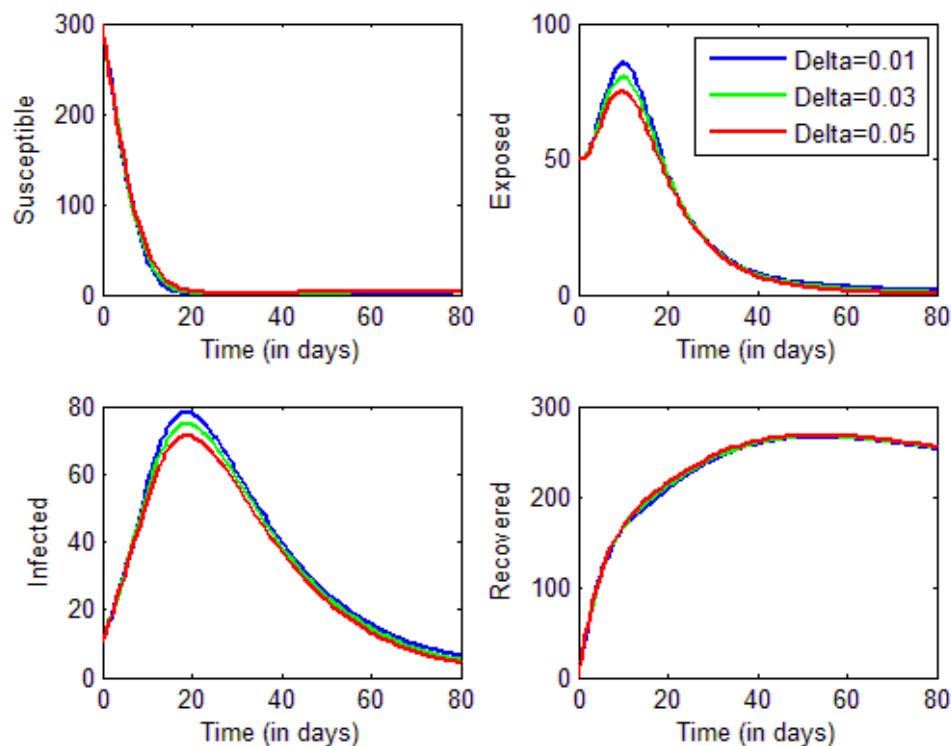 300
200
100
0
Susceptible
0 20 40 60 80
Time (in days)
100
50
0
Exposed
Delta=0.01
Delta=0.03
Delta=0.05
0 20 40 60 80
Time (in days)
80
60
40
20
0
Infected
0 20 40 60 80
Time (in days)
300
200
100
0
Recovered
0 20 40 60 80
Time (in days)